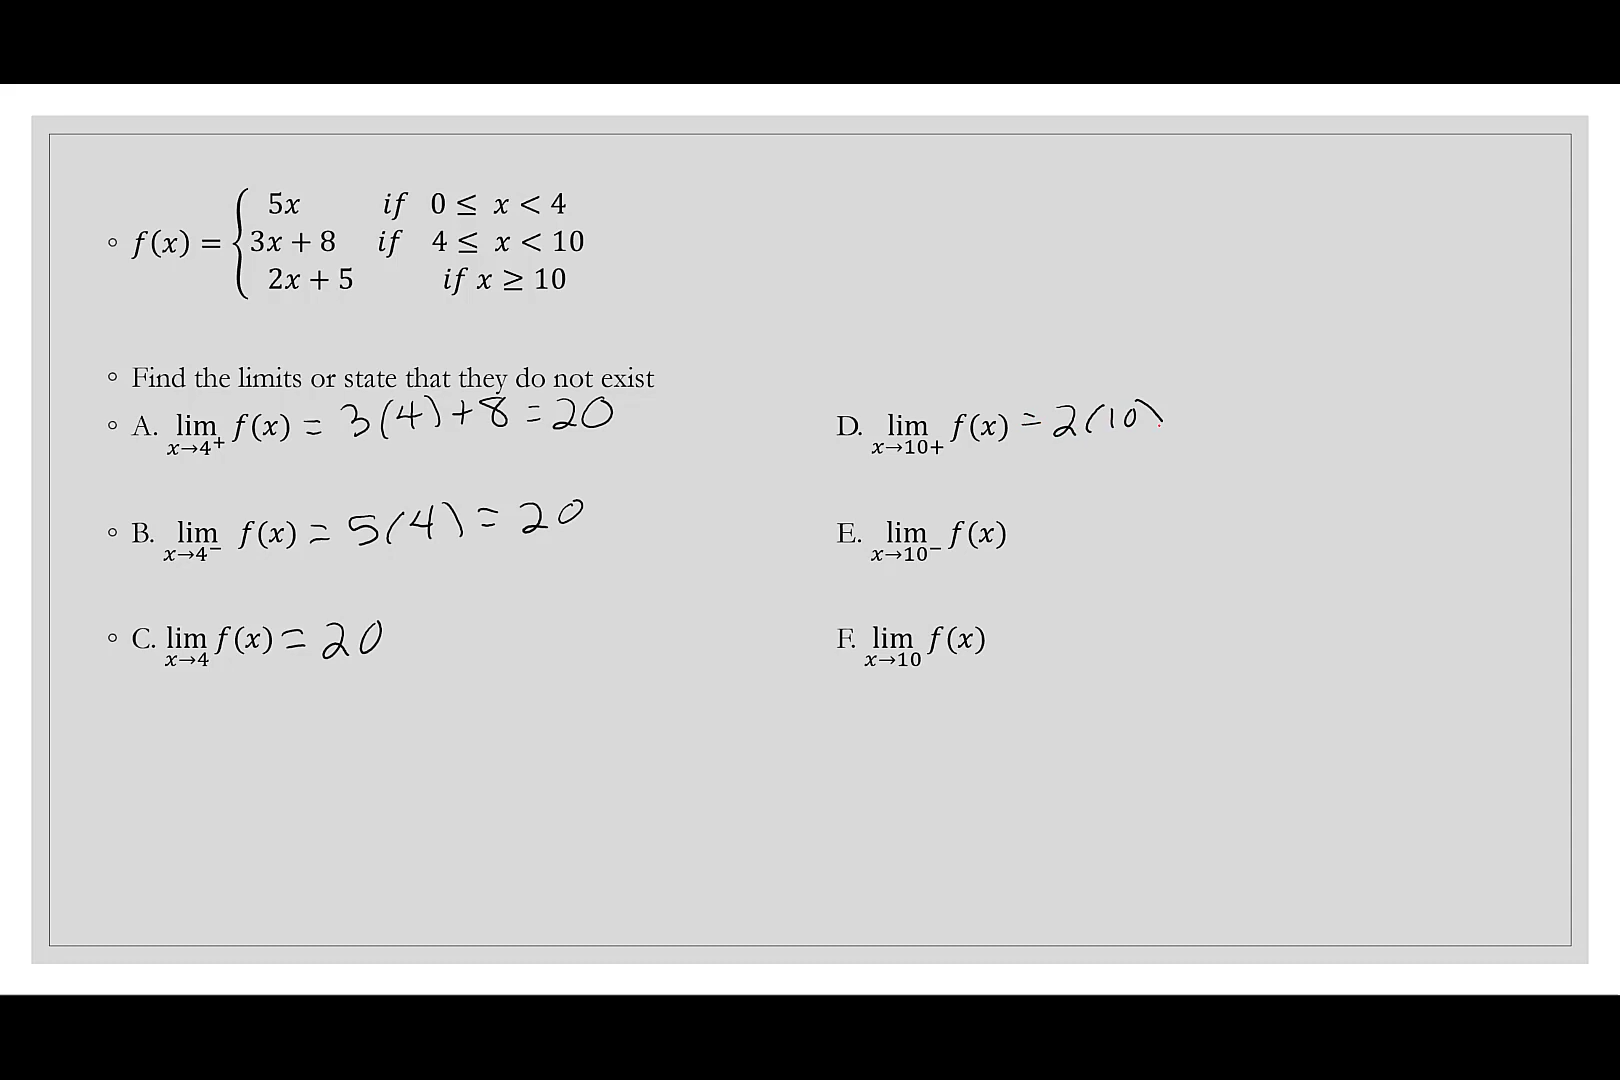 ∘ f(x) = { 5x if 0 ≤ x < 4
3x + 8 if 4 ≤ x < 10
2x + 5 if x ≥ 10
∘ Find the limits or state that they do not exist
∘ A. lim x→4⁺ f(x) = 3(4)+8 = 20
∘ B. lim x→4⁻ f(x) = 5(4) = 20
∘ C. lim x→4 f(x) = 20
D. lim x→10+ f(x) = 2(10)
E. lim x→10⁻ f(x)
F. lim x→10 f(x)